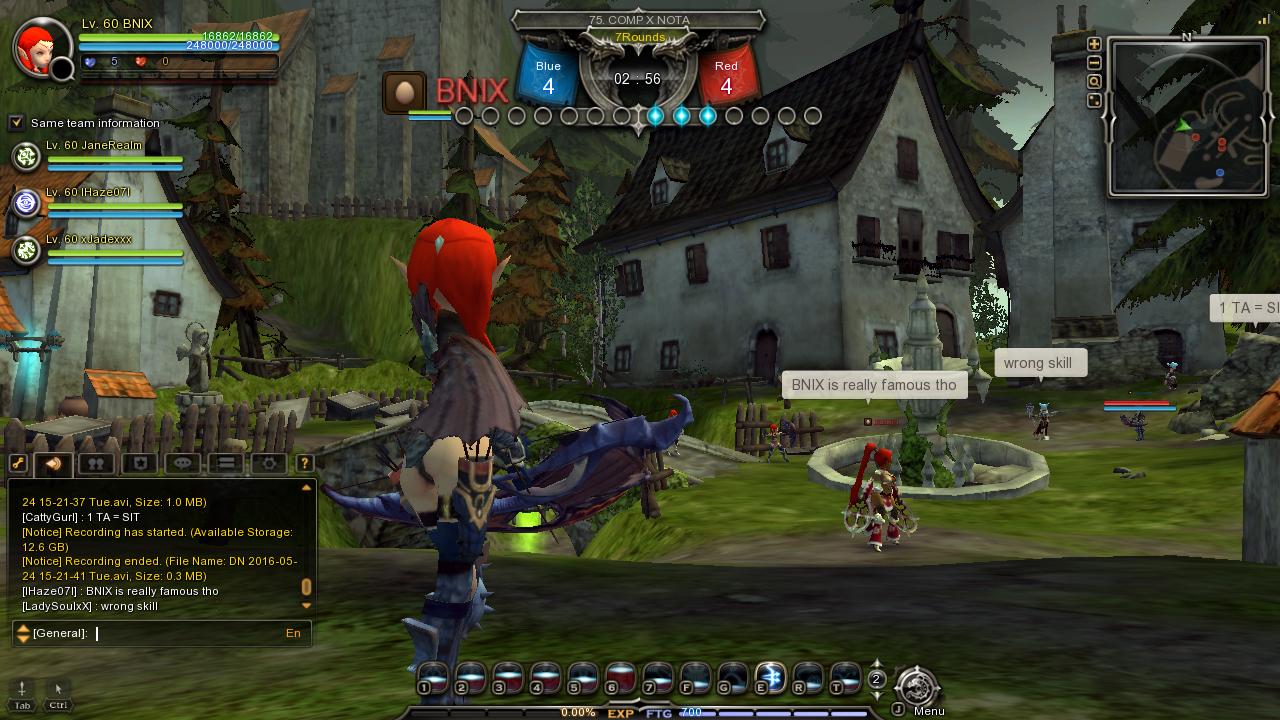 Lv. 60 BNIX
16862/16862
248000/248000
5 0
75. COMP X NOTA
7Rounds
Blue
4
02 : 56
Red
4
BNIX
N
Same team information
Lv. 60 JaneRealm
Lv. 60 IHaze07I
Lv. 60 xJadexxx
1 TA = SI
wrong skill
BNIX is really famous tho
?
24 15-21-37 Tue.avi, Size: 1.0 MB)
[CattyGurl] : 1 TA = SIT
[Notice] Recording has started. (Available Storage:
12.6 GB)
[Notice] Recording ended. (File Name: DN 2016-05-
24 15-21-41 Tue.avi, Size: 0.3 MB)
[IHaze07I] : BNIX is really famous tho
[LadySoulxX] : wrong skill
[General]: En
Tab Ctrl
1 2 3 4 5 6 7 F G E R T 2
J Menu
0.00% EXP FTG 700